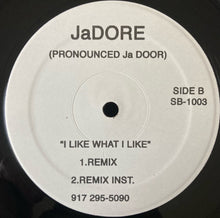 JaDORE
(PRONOUNCED Ja DOOR)
SIDE B
SB-1003
"I LIKE WHAT I LIKE"
1.REMIX
2.REMIX INST.
917 295-5090